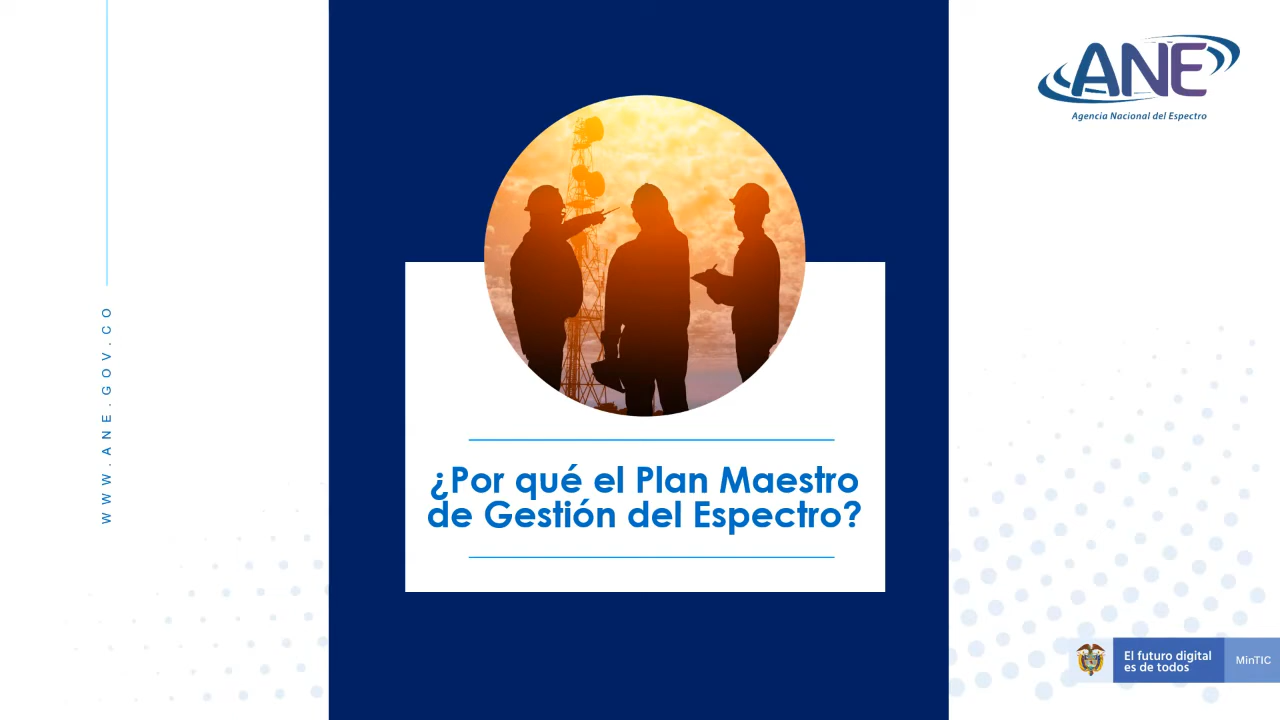 ANE
Agencia Nacional del Espectro
WWW.ANE.GOV.CO
¿Por qué el Plan Maestro
de Gestión del Espectro?
El futuro digital
es de todos
MinTIC